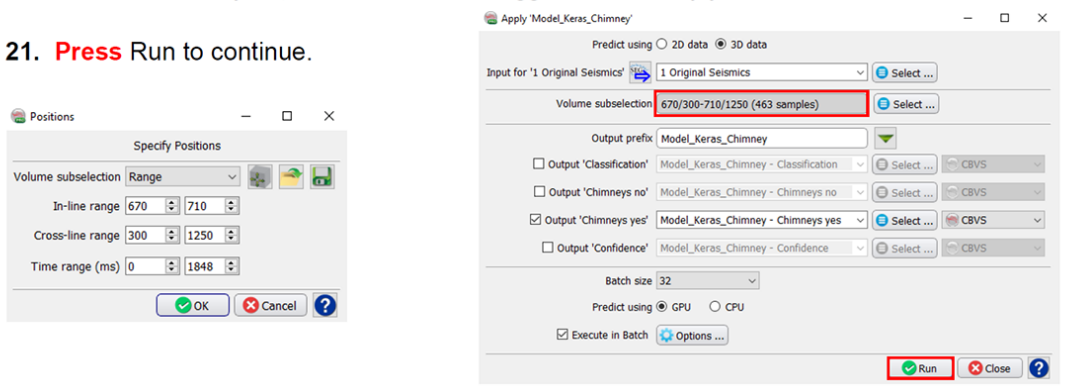 21. Press Run to continue.
Positions
Specify Positions
Volume subselection Range
In-line range 670 710
Cross-line range 300 1250
Time range (ms) 0 1848
OK Cancel ?
Apply 'Model_Keras_Chimney'
Predict using 2D data 3D data
Input for '1 Original Seismics' 1 Original Seismics Select ...
Volume subselection 670/300-710/1250 (463 samples) Select ...
Output prefix Model_Keras_Chimney
Output 'Classification' Model_Keras_Chimney - Classification Select ... CBVS
Output 'Chimneys no' Model_Keras_Chimney - Chimneys no Select ... CBVS
Output 'Chimneys yes' Model_Keras_Chimney - Chimneys yes Select ... CBVS
Output 'Confidence' Model_Keras_Chimney - Confidence Select ... CBVS
Batch size 32
Predict using GPU CPU
Execute in Batch Options ...
Run Close ?